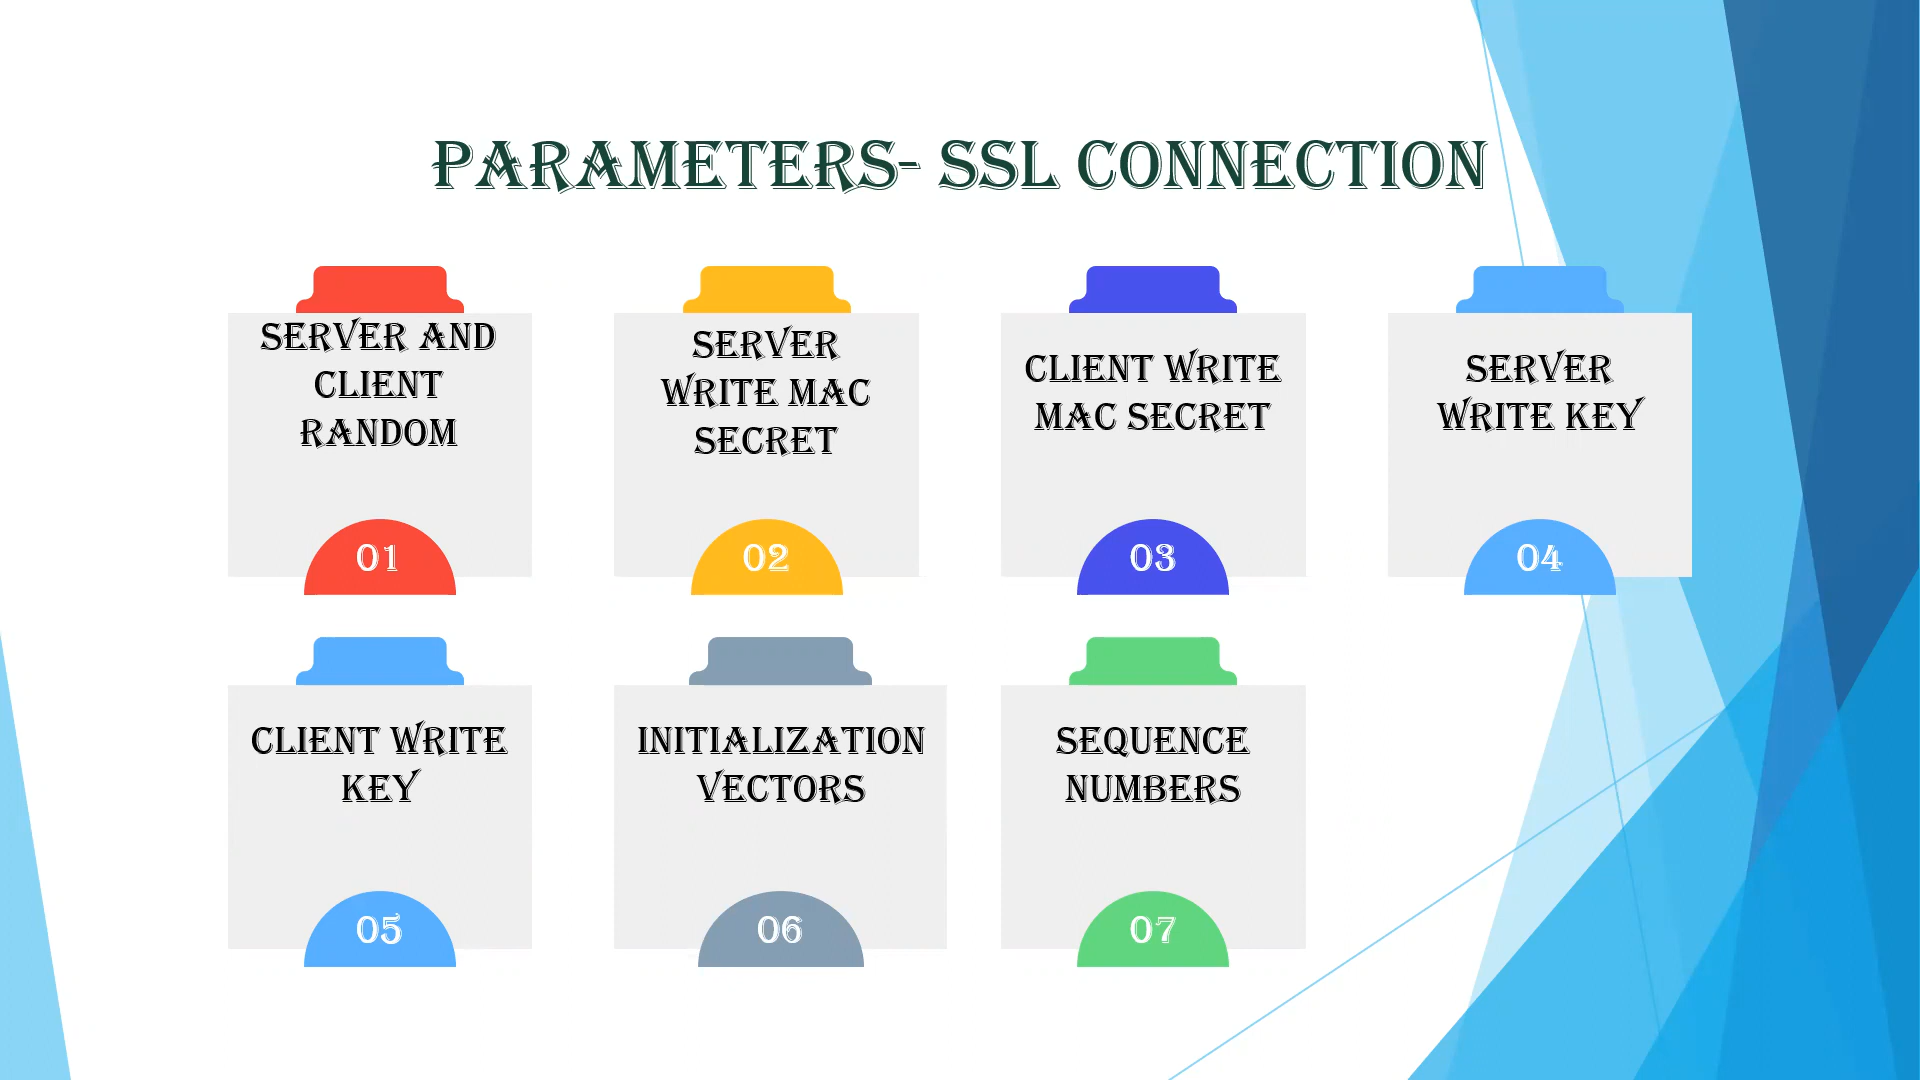 PARAMETERS- SSL CONNECTION
SERVER AND
CLIENT
RANDOM
01
SERVER
WRITE MAC
SECRET
02
CLIENT WRITE
MAC SECRET
03
SERVER
WRITE KEY
04
CLIENT WRITE
KEY
05
INITIALIZATION
VECTORS
06
SEQUENCE
NUMBERS
07